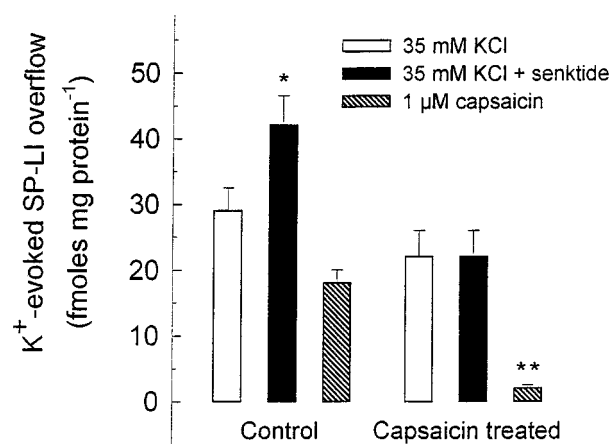 K⁺-evoked SP-LI overflow
(fmoles mg protein⁻¹)
50
40
30
20
10
0
35 mM KCl
35 mM KCl + senktide
1 µM capsaicin
*
**
Control
Capsaicin treated